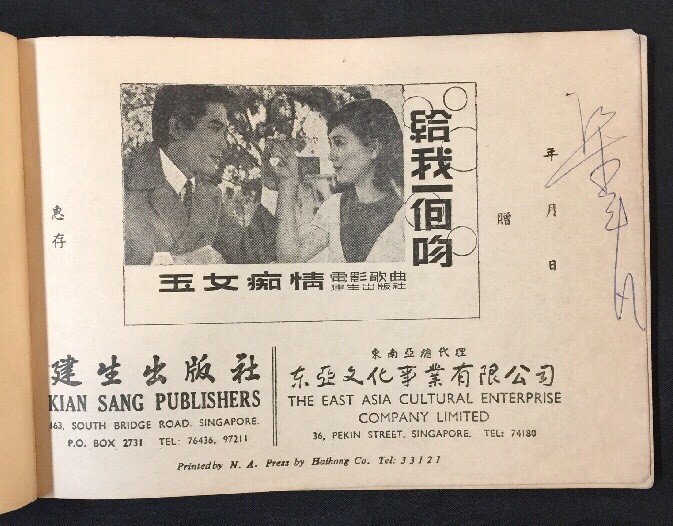 給我一個吻
玉女痴情 電影歌曲
建生出版社
惠存
贈
年月日
建生出版社
KIAN SANG PUBLISHERS
463, SOUTH BRIDGE ROAD, SINGAPORE.
P.O. BOX 2731 TEL: 76436, 97211
東南亞總代理
东亞文化事業有限公司
THE EAST ASIA CULTURAL ENTERPRISE
COMPANY LIMITED
36, PEKIN STREET, SINGAPORE. TEL: 74180
Printed by N. A. Press by Haikong Co. Tel: 33121